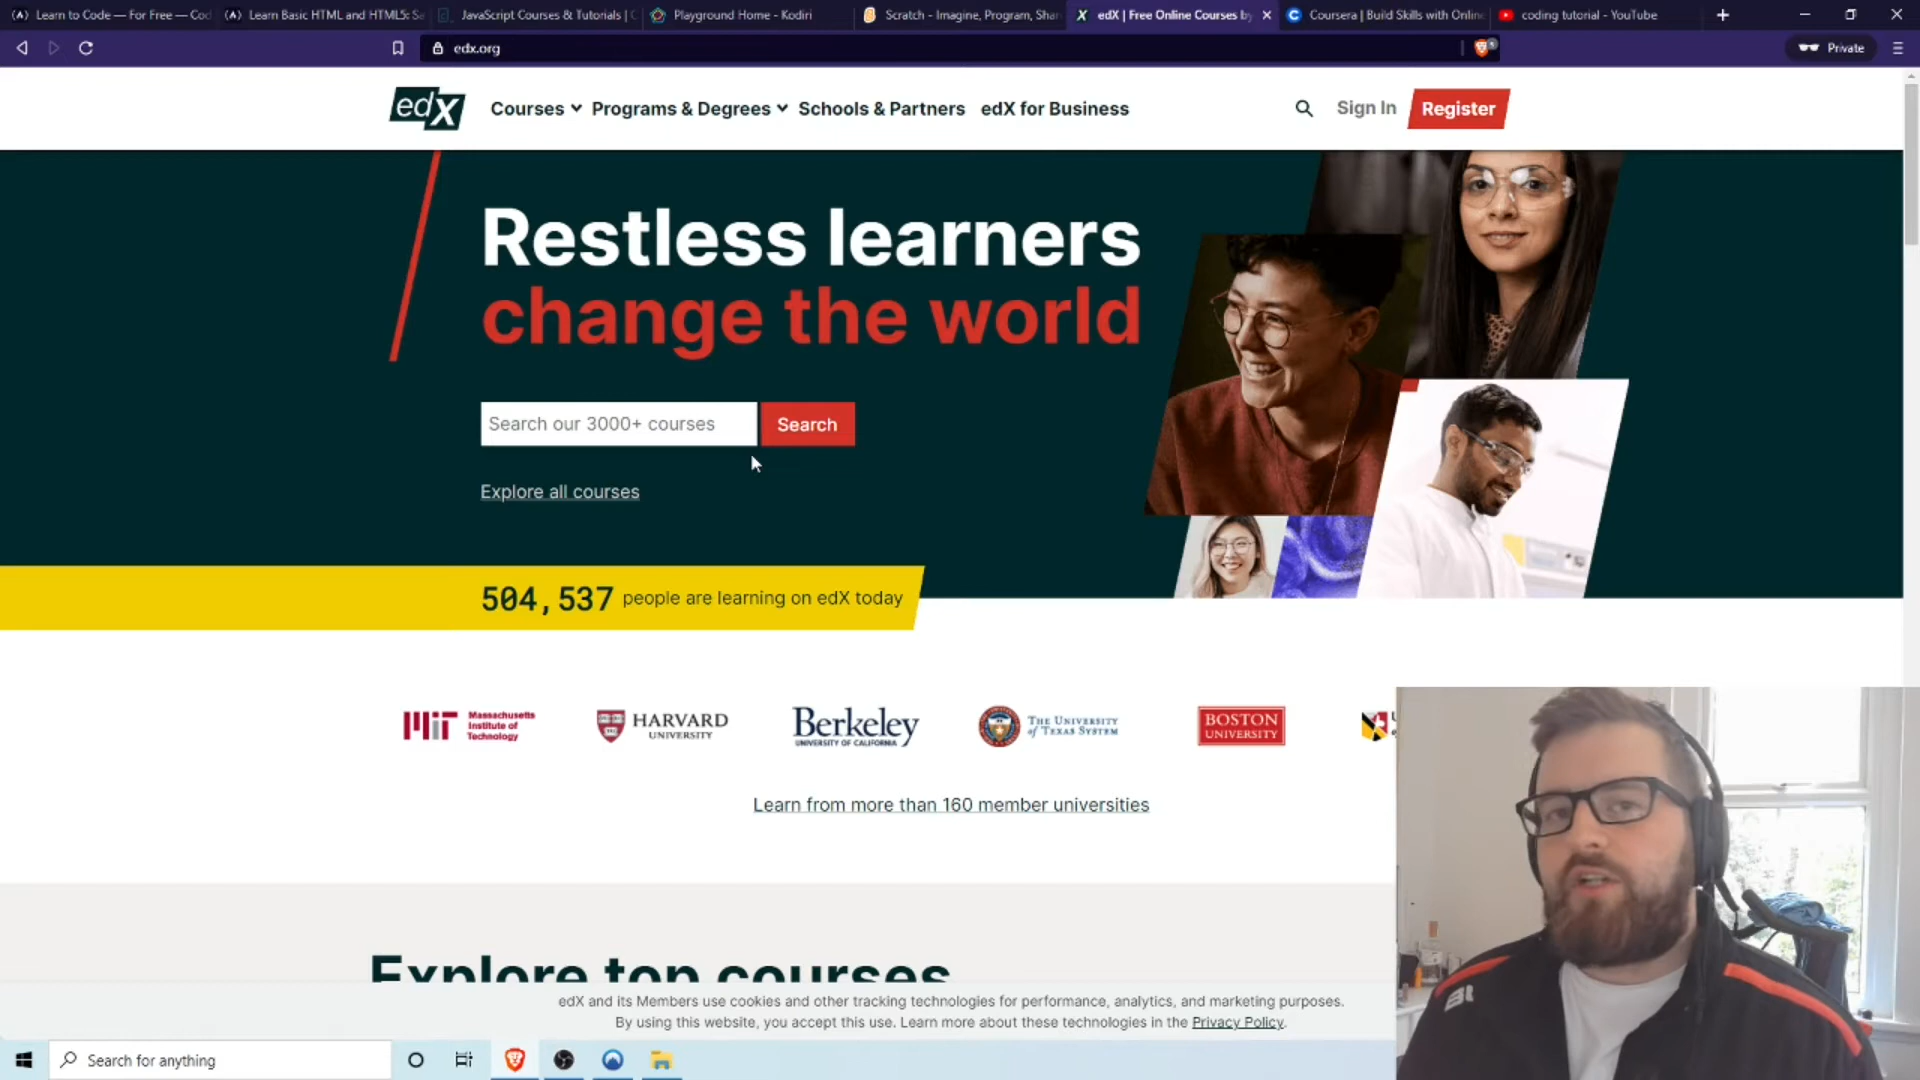 Learn to Code — For Free — Cod
Learn Basic HTML and HTML5: Sa
JavaScript Courses & Tutorials | C
Playground Home - Kodiri
Scratch - Imagine, Program, Shar
edX | Free Online Courses by
Coursera | Build Skills with Online
coding tutorial - YouTube
edx.org
Private
edX
Courses
Programs & Degrees
Schools & Partners
edX for Business
Sign In
Register
Restless learners
change the world
Search our 3000+ courses
Search
Explore all courses
504,537 people are learning on edX today
Massachusetts
Institute of
Technology
HARVARD
UNIVERSITY
Berkeley
UNIVERSITY OF CALIFORNIA
THE UNIVERSITY
OF TEXAS SYSTEM
BOSTON
UNIVERSITY
Learn from more than 160 member universities
Explore top courses
edX and its Members use cookies and other tracking technologies for performance, analytics, and marketing purposes.
By using this website, you accept this use. Learn more about these technologies in the Privacy Policy.
Search for anything